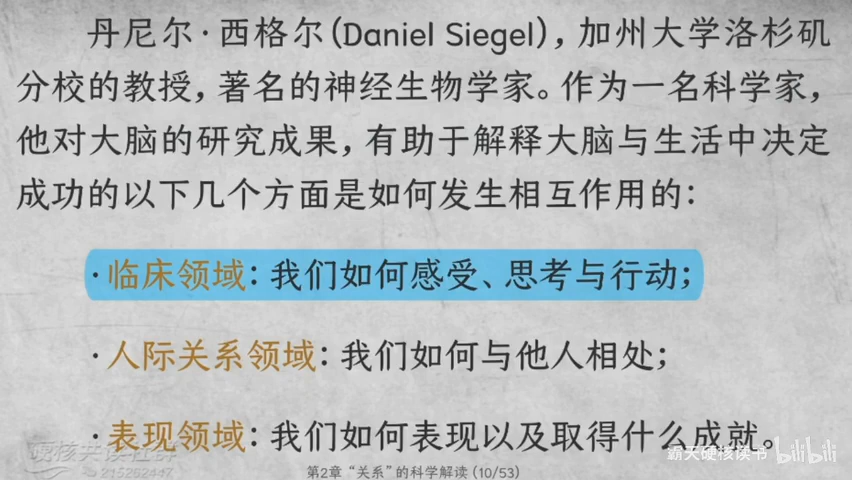 丹尼尔·西格尔(Daniel Siegel)，加州大学洛杉矶
分校的教授，著名的神经生物学家。作为一名科学家，
他对大脑的研究成果，有助于解释大脑与生活中决定
成功的以下几个方面是如何发生相互作用的：
·临床领域：我们如何感受、思考与行动；
·人际关系领域：我们如何与他人相处；
·表现领域：我们如何表现以及取得什么成就。
硬核共读社群
215262447
第2章“关系”的科学解读 (10/53)
霸天硬核读书 bilibili